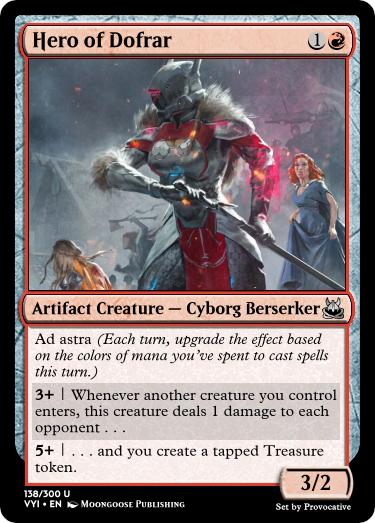 Hero of Dofrar
1
Artifact Creature — Cyborg Berserker
Ad astra (Each turn, upgrade the effect based
on the colors of mana you've spent to cast spells
this turn.)
3+ | Whenever another creature you control
enters, this creature deals 1 damage to each
opponent . . .
5+ | . . . and you create a tapped Treasure
token.
3/2
138/300 U
VYI • EN Moongoose Publishing
Set by Provocative